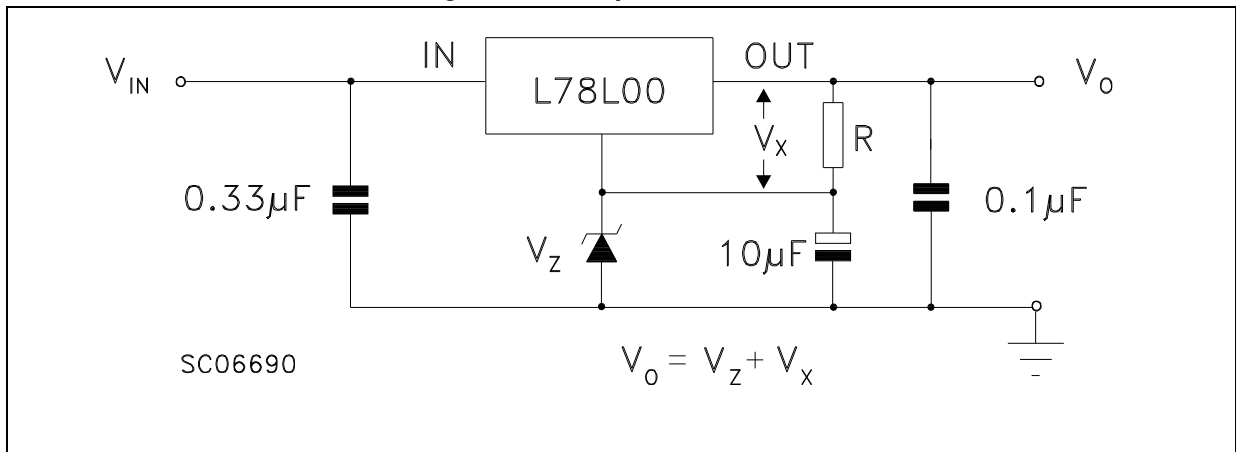 IN
OUT
V_IN
L78L00
V_O
V_X
R
0.33µF
0.1µF
V_Z
10µF
SC06690
V_O = V_Z + V_X